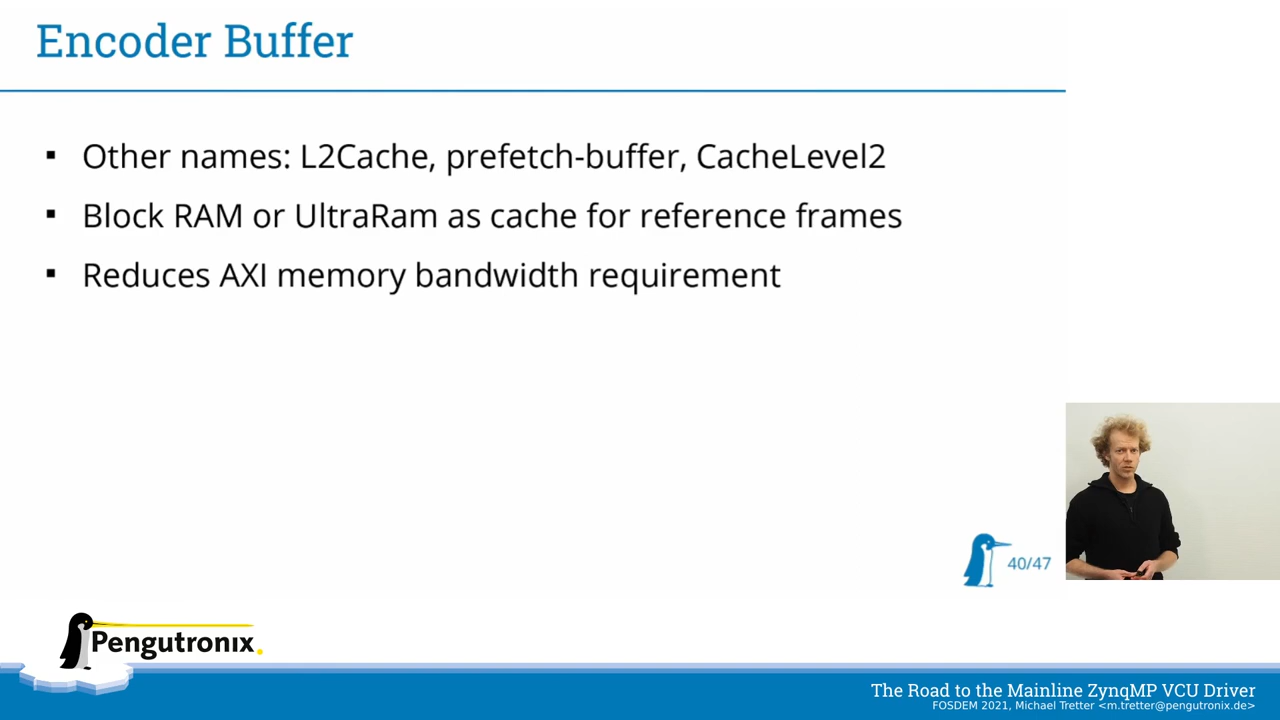 Encoder Buffer
▪ Other names: L2Cache, prefetch-buffer, CacheLevel2
▪ Block RAM or UltraRam as cache for reference frames
▪ Reduces AXI memory bandwidth requirement
40/47
Pengutronix.
The Road to the Mainline ZynqMP VCU Driver
FOSDEM 2021, Michael Tretter <m.tretter@pengutronix.de>